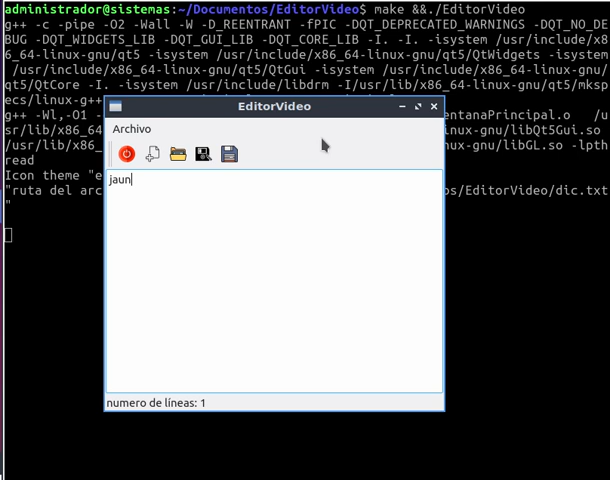 administrador@sistemas:~/Documentos/EditorVideo$ make &&./EditorVideo
g++ -c -pipe -O2 -Wall -W -D_REENTRANT -fPIC -DQT_DEPRECATED_WARNINGS -DQT_NO_DE
BUG -DQT_WIDGETS_LIB -DQT_GUI_LIB -DQT_CORE_LIB -I. -I. -isystem /usr/include/x8
6_64-linux-gnu/qt5 -isystem /usr/include/x86_64-linux-gnu/qt5/QtWidgets -isystem
/usr/include/x86_64-linux-gnu/qt5/QtGui -isystem /usr/include/x86_64-linux-gnu/
qt5/QtCore -I. -isystem /usr/include/libdrm -I/usr/lib/x86_64-linux-gnu/qt5/mksp
ecs/linux-g++
EditorVideo
g++ -Wl,-O1 - entanaPrincipal.o /u
Archivo
sr/lib/x86_64 nux-gnu/libQt5Gui.so
/usr/lib/x86_ -gnu/libGL.so -lpth
read
Icon theme "e
jaun
"ruta del arc os/EditorVideo/dic.txt
"
numero de líneas: 1